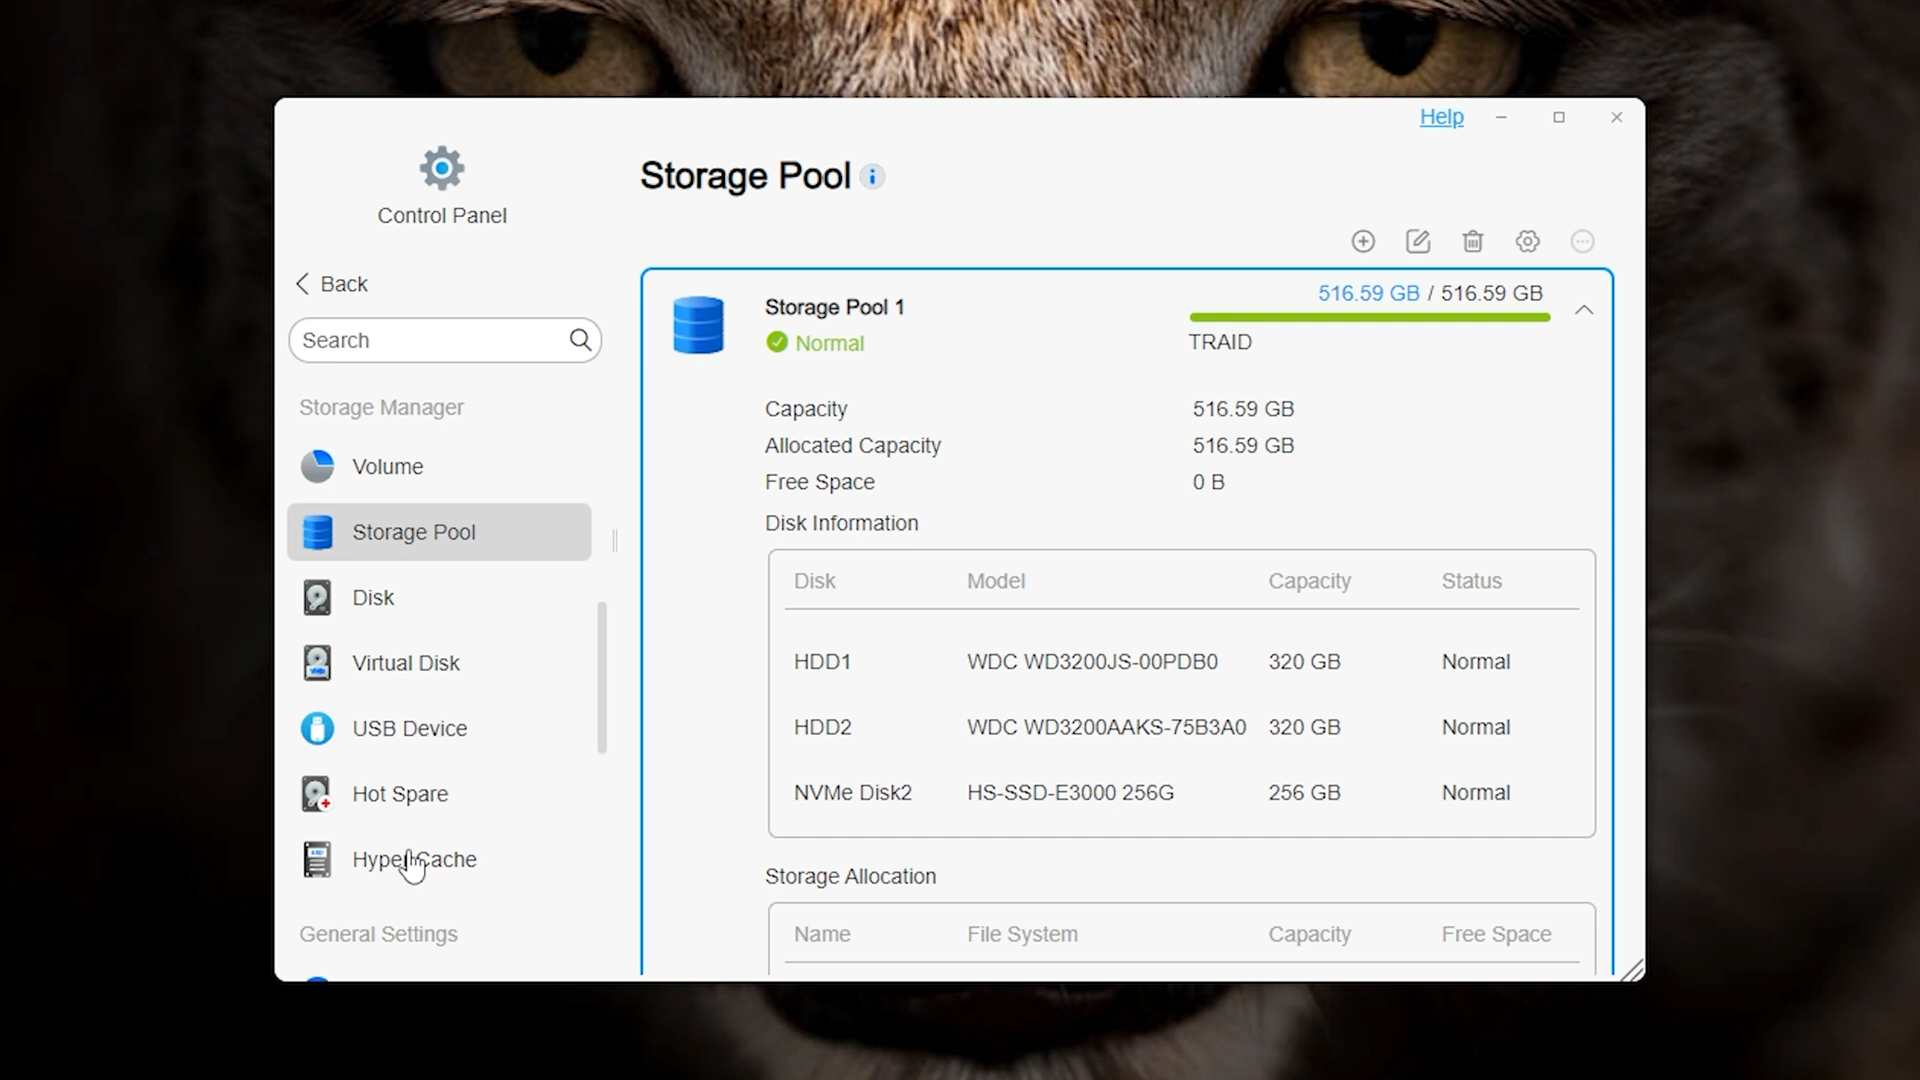 Help
Control Panel
Storage Pool
Back
Search
Storage Manager
Volume
Storage Pool
Disk
Virtual Disk
USB Device
Hot Spare
Hyper Cache
General Settings
Storage Pool 1
Normal
516.59 GB / 516.59 GB
TRAID
Capacity 516.59 GB
Allocated Capacity 516.59 GB
Free Space 0 B
Disk Information
Disk Model Capacity Status
HDD1 WDC WD3200JS-00PDB0 320 GB Normal
HDD2 WDC WD3200AAKS-75B3A0 320 GB Normal
NVMe Disk2 HS-SSD-E3000 256G 256 GB Normal
Storage Allocation
Name File System Capacity Free Space